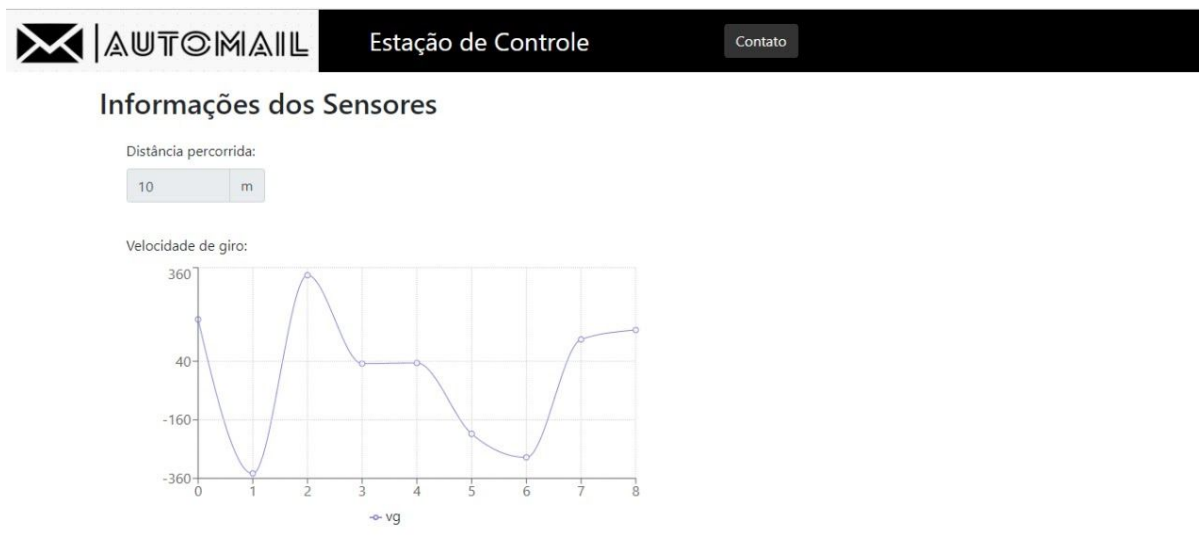 AUTOMAIL
Estação de Controle
Contato
Informações dos Sensores
Distância percorrida:
10 m
Velocidade de giro:
360
40
-160
-360
0 1 2 3 4 5 6 7 8
vg